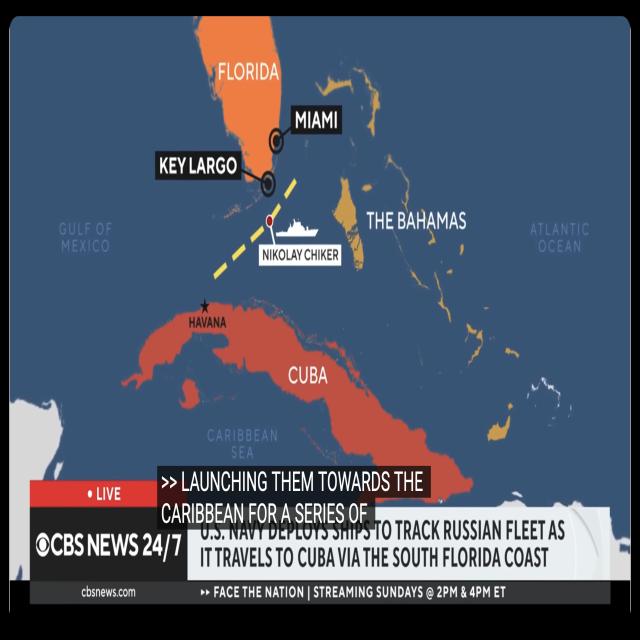 FLORIDA
MIAMI
KEY LARGO
THE BAHAMAS
GULF OF
MEXICO
ATLANTIC
OCEAN
NIKOLAY CHIKER
HAVANA
CUBA
CARIBBEAN
SEA
>> LAUNCHING THEM TOWARDS THE
CARIBBEAN FOR A SERIES OF
• LIVE
U.S. NAVY DEPLOYS SHIPS TO TRACK RUSSIAN FLEET AS
IT TRAVELS TO CUBA VIA THE SOUTH FLORIDA COAST
CBS NEWS 24/7
cbsnews.com
▸▸ FACE THE NATION | STREAMING SUNDAYS @ 2PM & 4PM ET